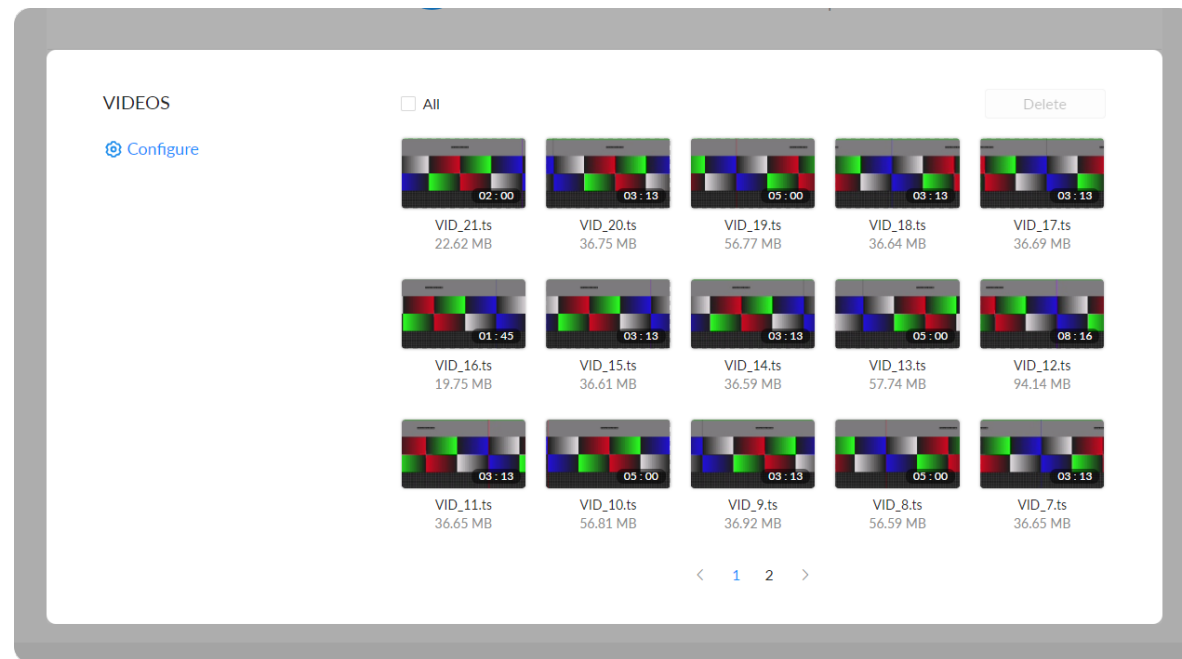 VIDEOS
All
Delete
Configure
02 : 00
03 : 13
05 : 00
03 : 13
03 : 13
VID_21.ts
VID_20.ts
VID_19.ts
VID_18.ts
VID_17.ts
22.62 MB
36.75 MB
56.77 MB
36.64 MB
36.69 MB
01 : 45
03 : 13
03 : 13
05 : 00
08 : 16
VID_16.ts
VID_15.ts
VID_14.ts
VID_13.ts
VID_12.ts
19.75 MB
36.61 MB
36.59 MB
57.74 MB
94.14 MB
03 : 13
05 : 00
03 : 13
05 : 00
03 : 13
VID_11.ts
VID_10.ts
VID_9.ts
VID_8.ts
VID_7.ts
36.65 MB
56.81 MB
36.92 MB
56.59 MB
36.65 MB
< 1 2 >